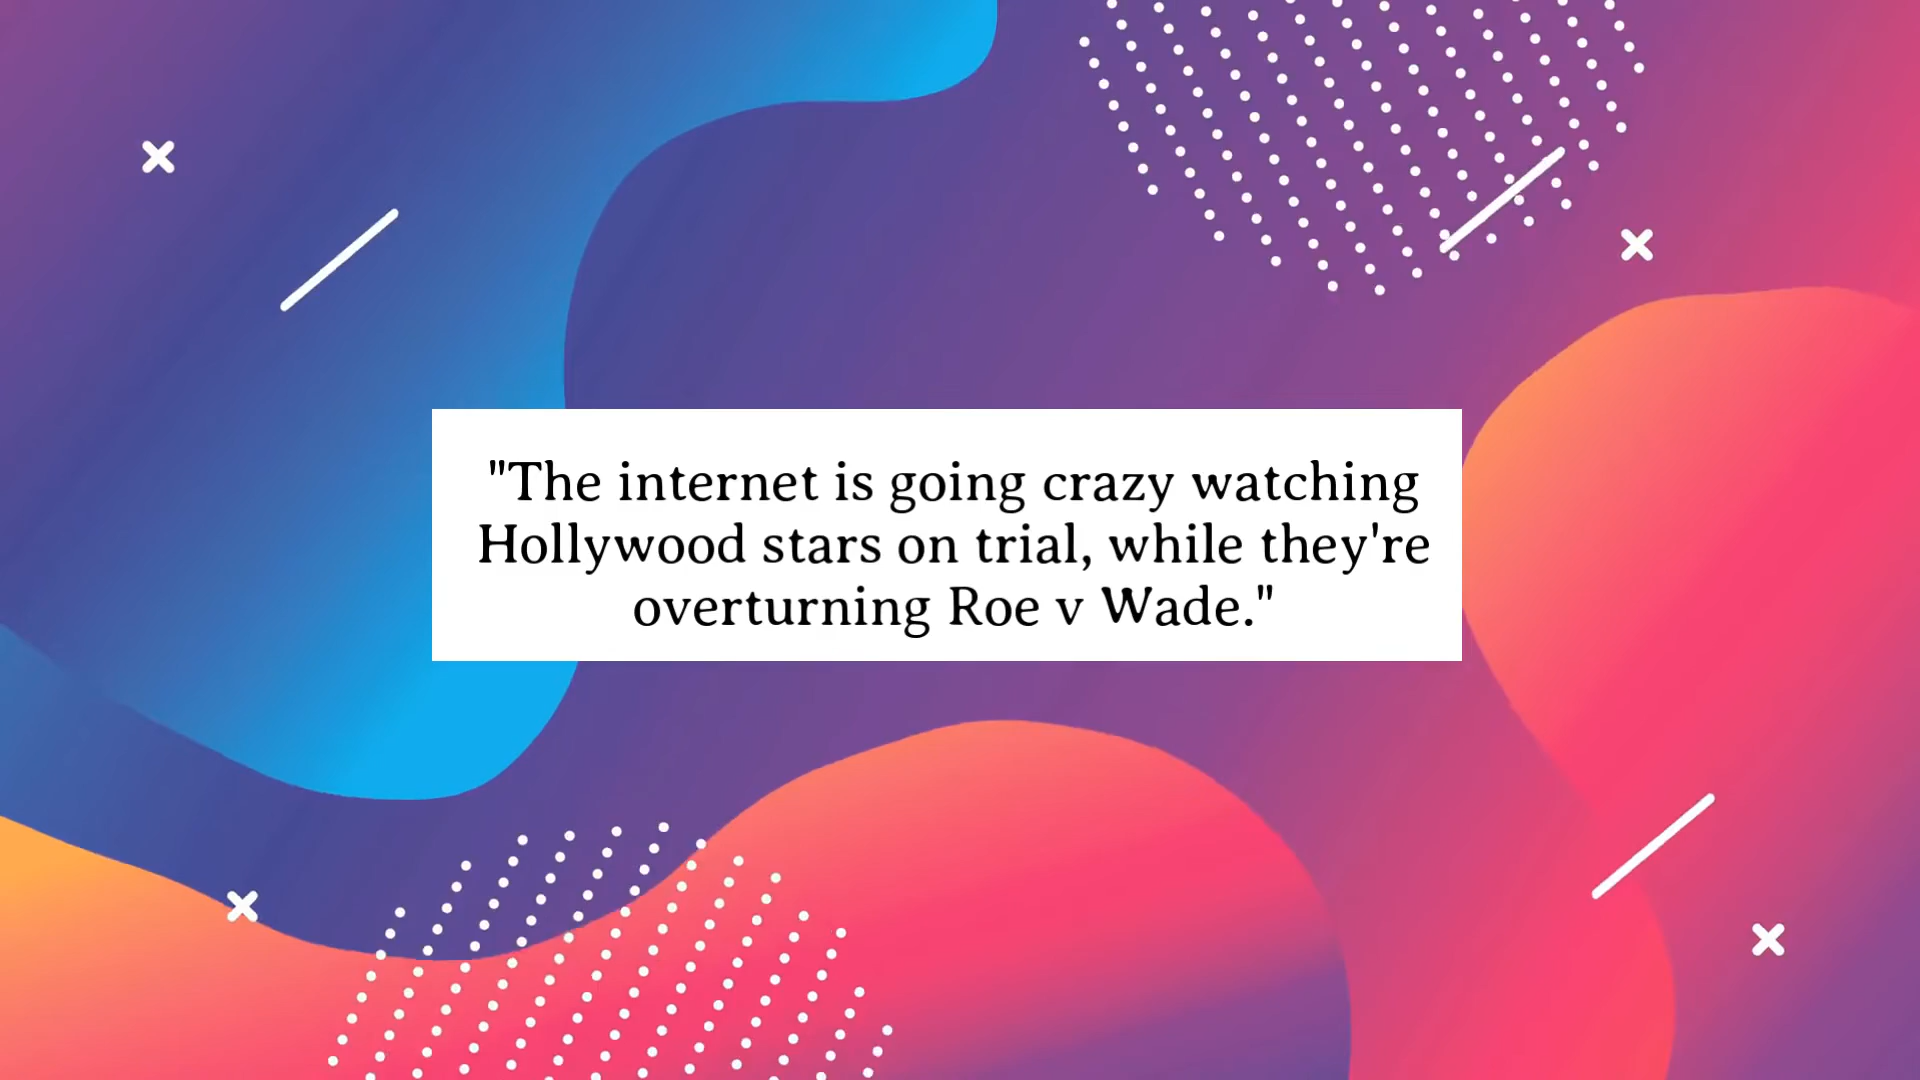 "The internet is going crazy watching
Hollywood stars on trial, while they're
overturning Roe v Wade."